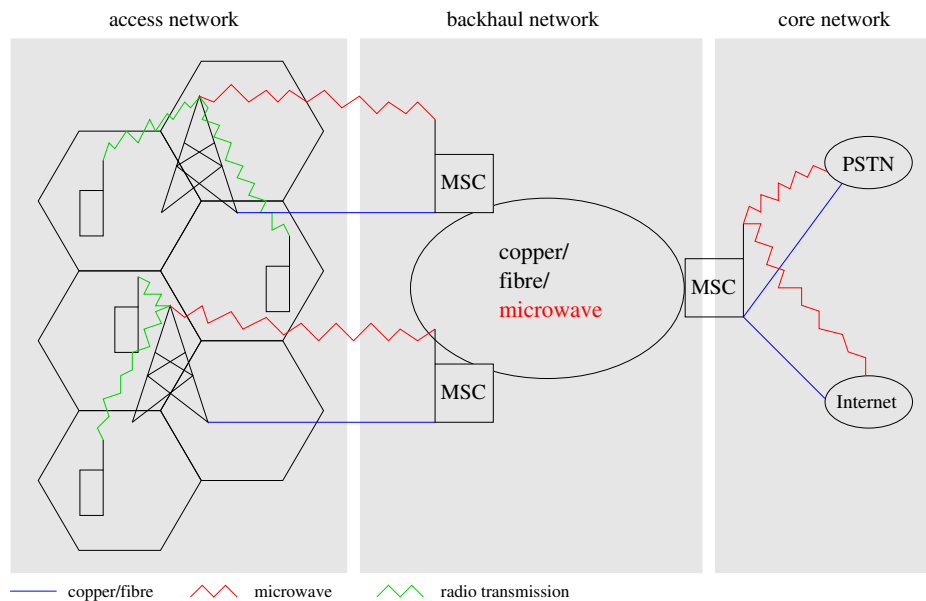 access network
backhaul network
core network
MSC
PSTN
copper/
fibre/
microwave
MSC
MSC
Internet
copper/fibre
microwave
radio transmission